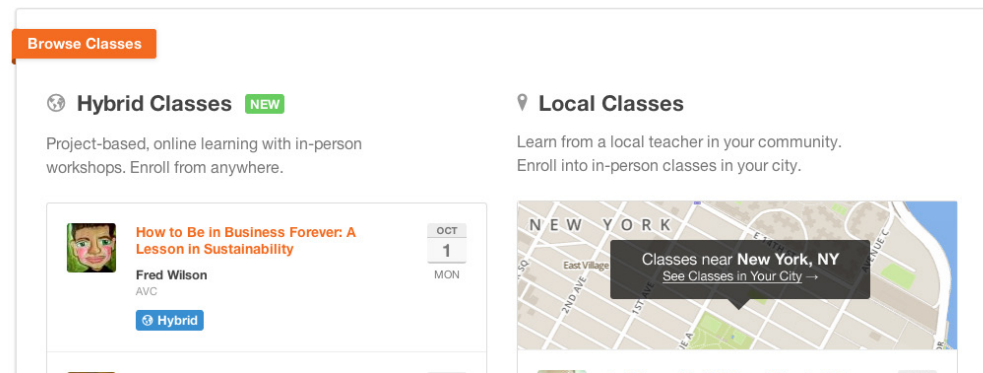 Browse Classes
Hybrid Classes NEW
Project-based, online learning with in-person
workshops. Enroll from anywhere.
How to Be in Business Forever: A
Lesson in Sustainability
Fred Wilson
AVC
Hybrid
OCT
1
MON
Local Classes
Learn from a local teacher in your community.
Enroll into in-person classes in your city.
NEW YORK
Classes near New York, NY
See Classes in Your City →
East Village
2ND AVE
1ST AVE
AVENUE C